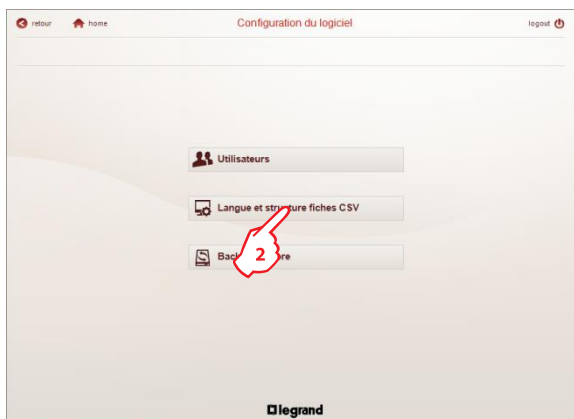 retour home Configuration du logiciel logout
Utilisateurs
Langue et structure fiches CSV
2
legrand